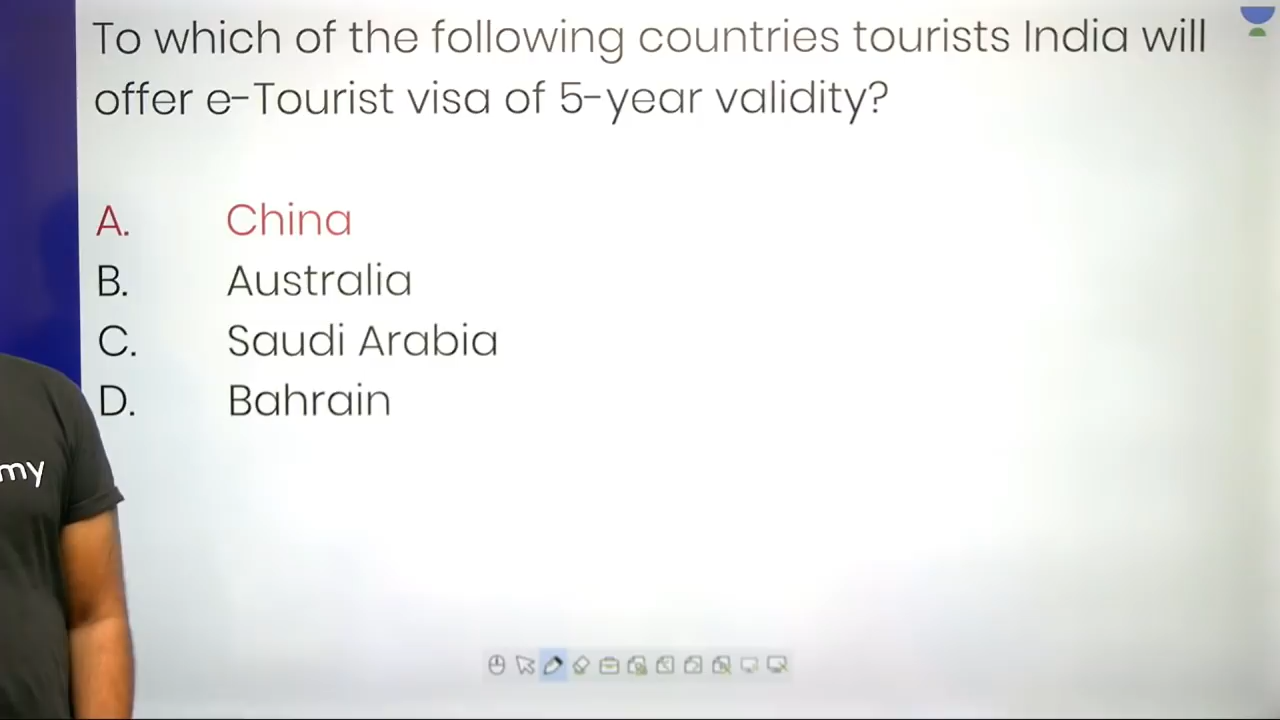 To which of the following countries tourists India will
offer e-Tourist visa of 5-year validity?
A. China
B. Australia
C. Saudi Arabia
D. Bahrain
my